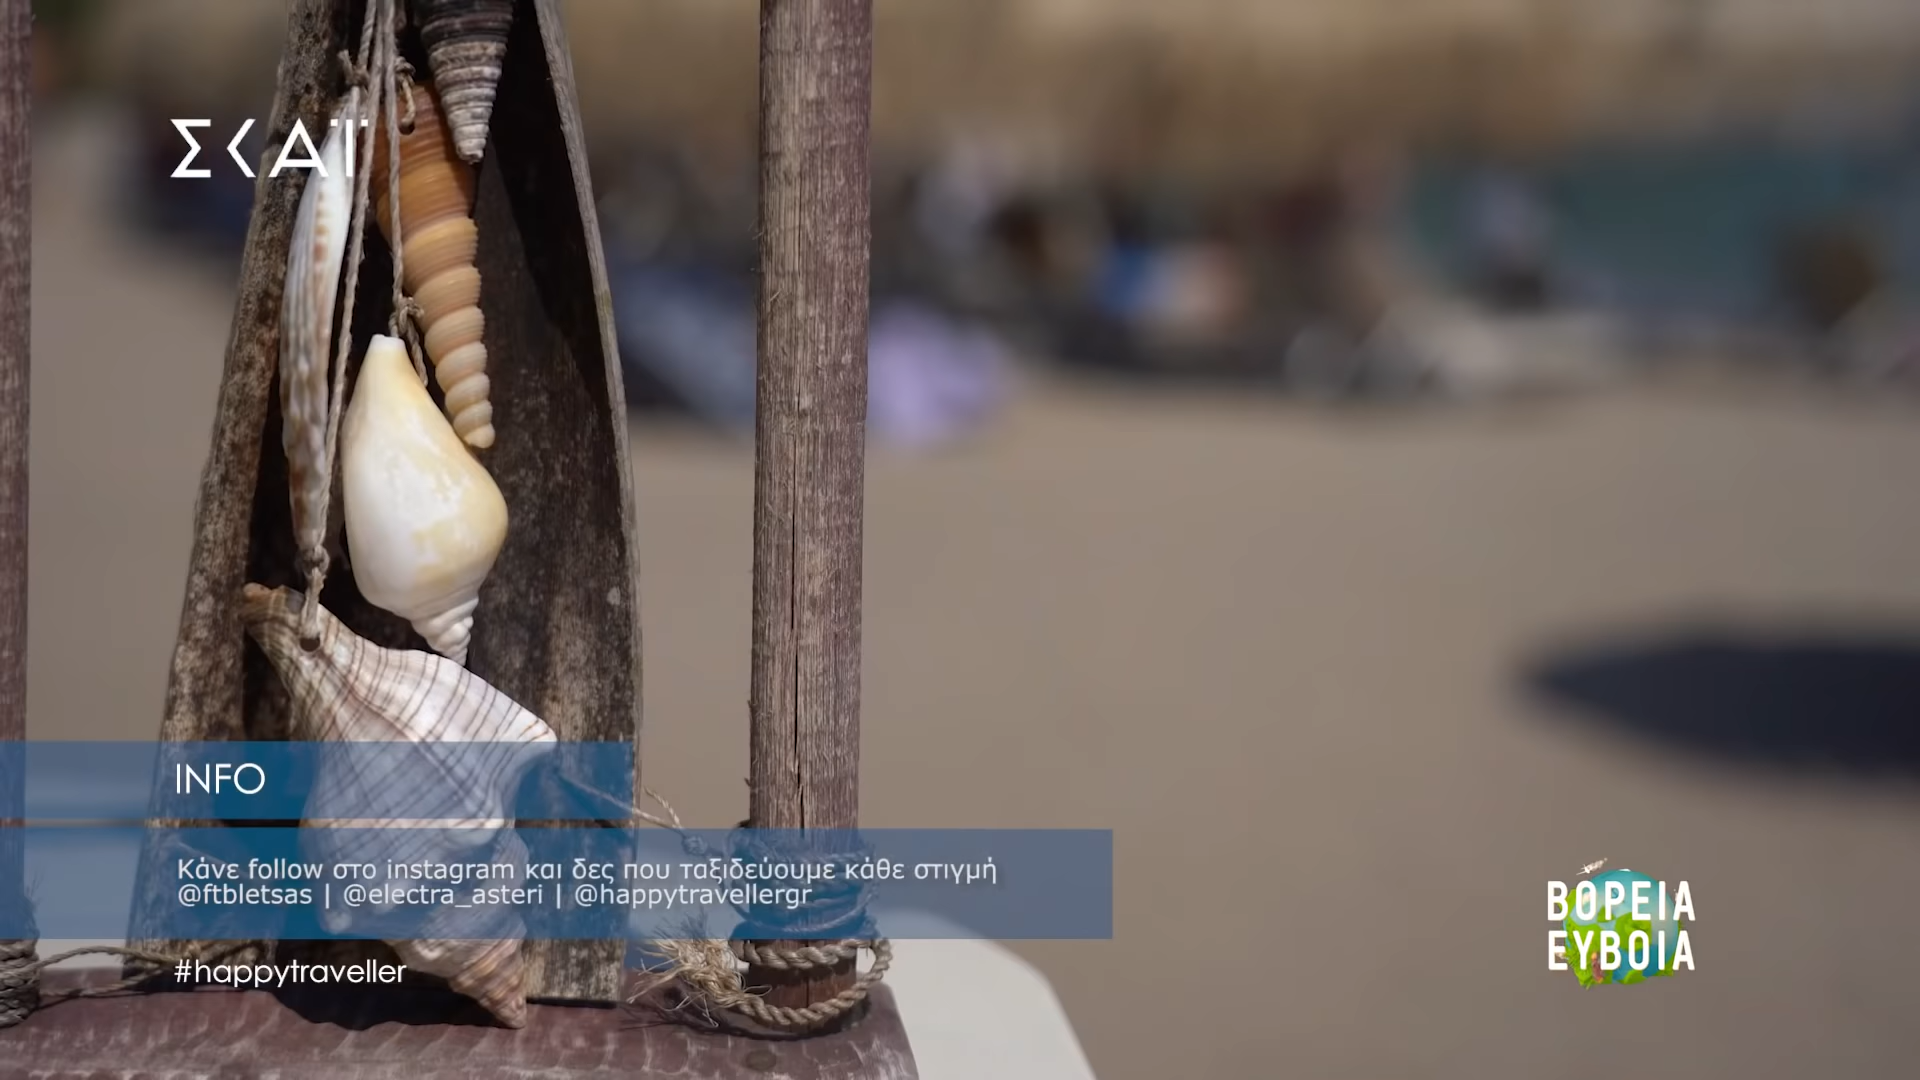 ΣΚΑΪ
INFO
Κάνε follow στο instagram και δες που ταξιδεύουμε κάθε στιγμή
@ftbletsas | @electra_asteri | @happytravellergr
#happytraveller
ΒΟΡΕΙΑ
ΕΥΒΟΙΑ